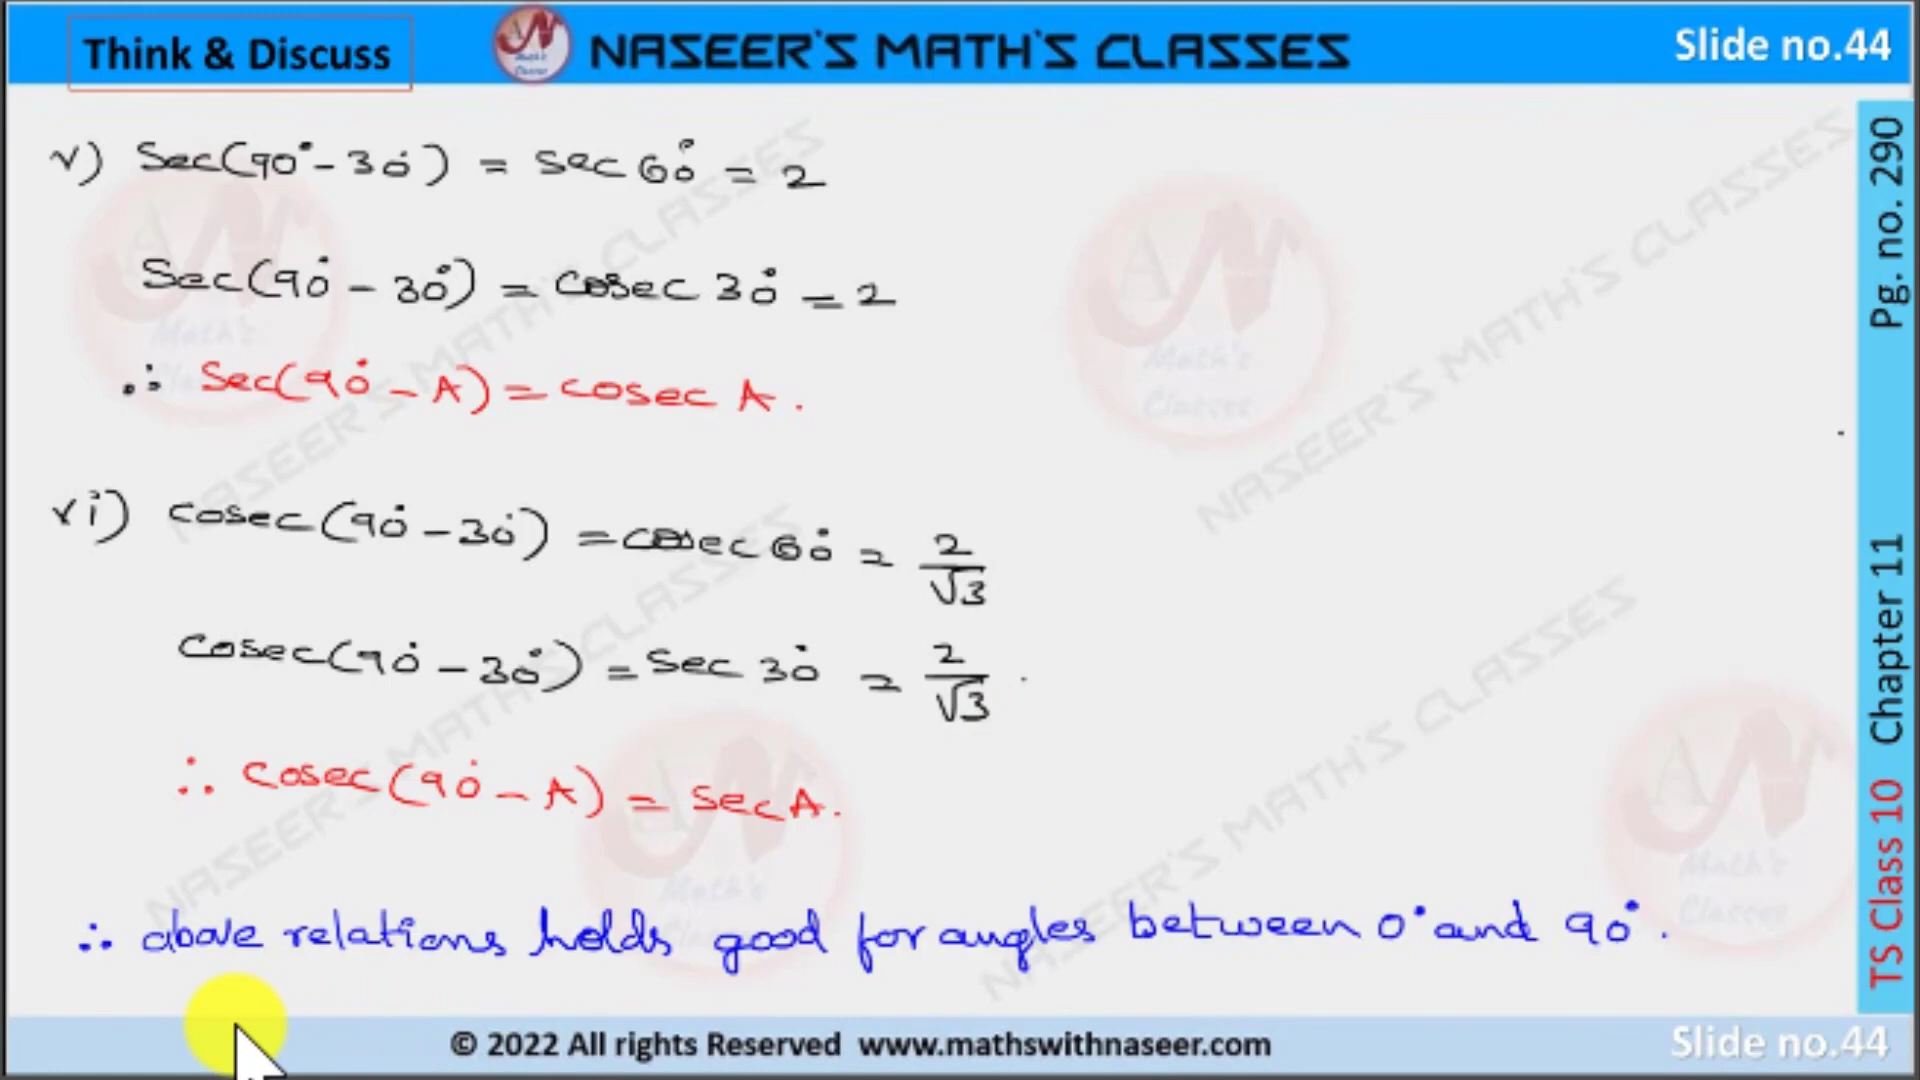 Think & Discuss
NASEER'S MATH'S CLASSES
Slide no.44
v) Sec(90° - 30°) = sec 60° = 2
Sec(90° - 30°) = cosec 30° = 2
∴ Sec(90° - A) = cosec A.
vi) cosec(90° - 30°) = cosec 60° = 2/√3
cosec(90° - 30°) = sec 30° = 2/√3
∴ cosec(90° - A) = sec A.
∴ above relations holds good for angles between 0° and 90°.
TS Class 10 Chapter 11 Pg. no. 290
© 2022 All rights Reserved www.mathswithnaseer.com
Slide no.44